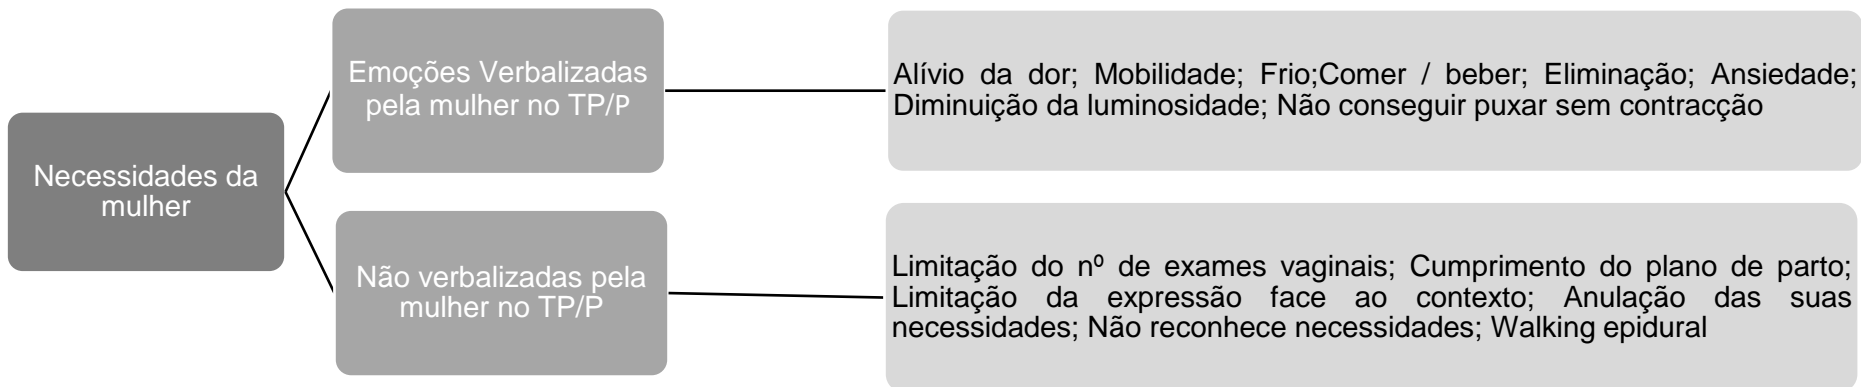 Necessidades da
mulher
Emoções Verbalizadas
pela mulher no TP/P
Alívio da dor; Mobilidade; Frio;Comer / beber; Eliminação; Ansiedade;
Diminuição da luminosidade; Não conseguir puxar sem contracção
Não verbalizadas pela
mulher no TP/P
Limitação do nº de exames vaginais; Cumprimento do plano de parto;
Limitação da expressão face ao contexto; Anulação das suas
necessidades; Não reconhece necessidades; Walking epidural